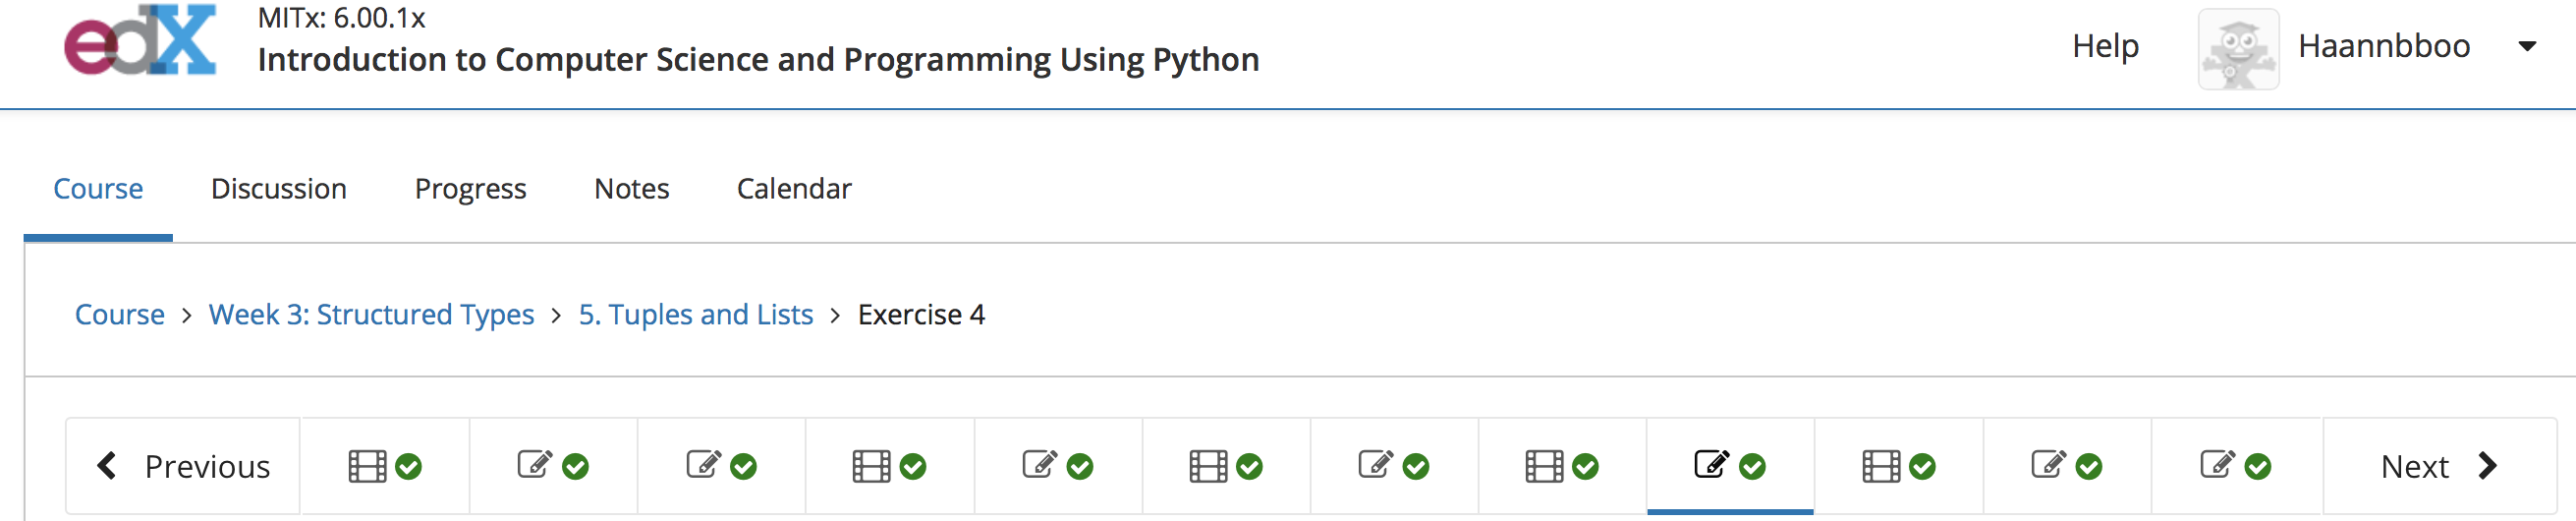 edX
MITx: 6.00.1x
Introduction to Computer Science and Programming Using Python
Help
Haannbboo
Course Discussion Progress Notes Calendar
Course > Week 3: Structured Types > 5. Tuples and Lists > Exercise 4
Previous
Next